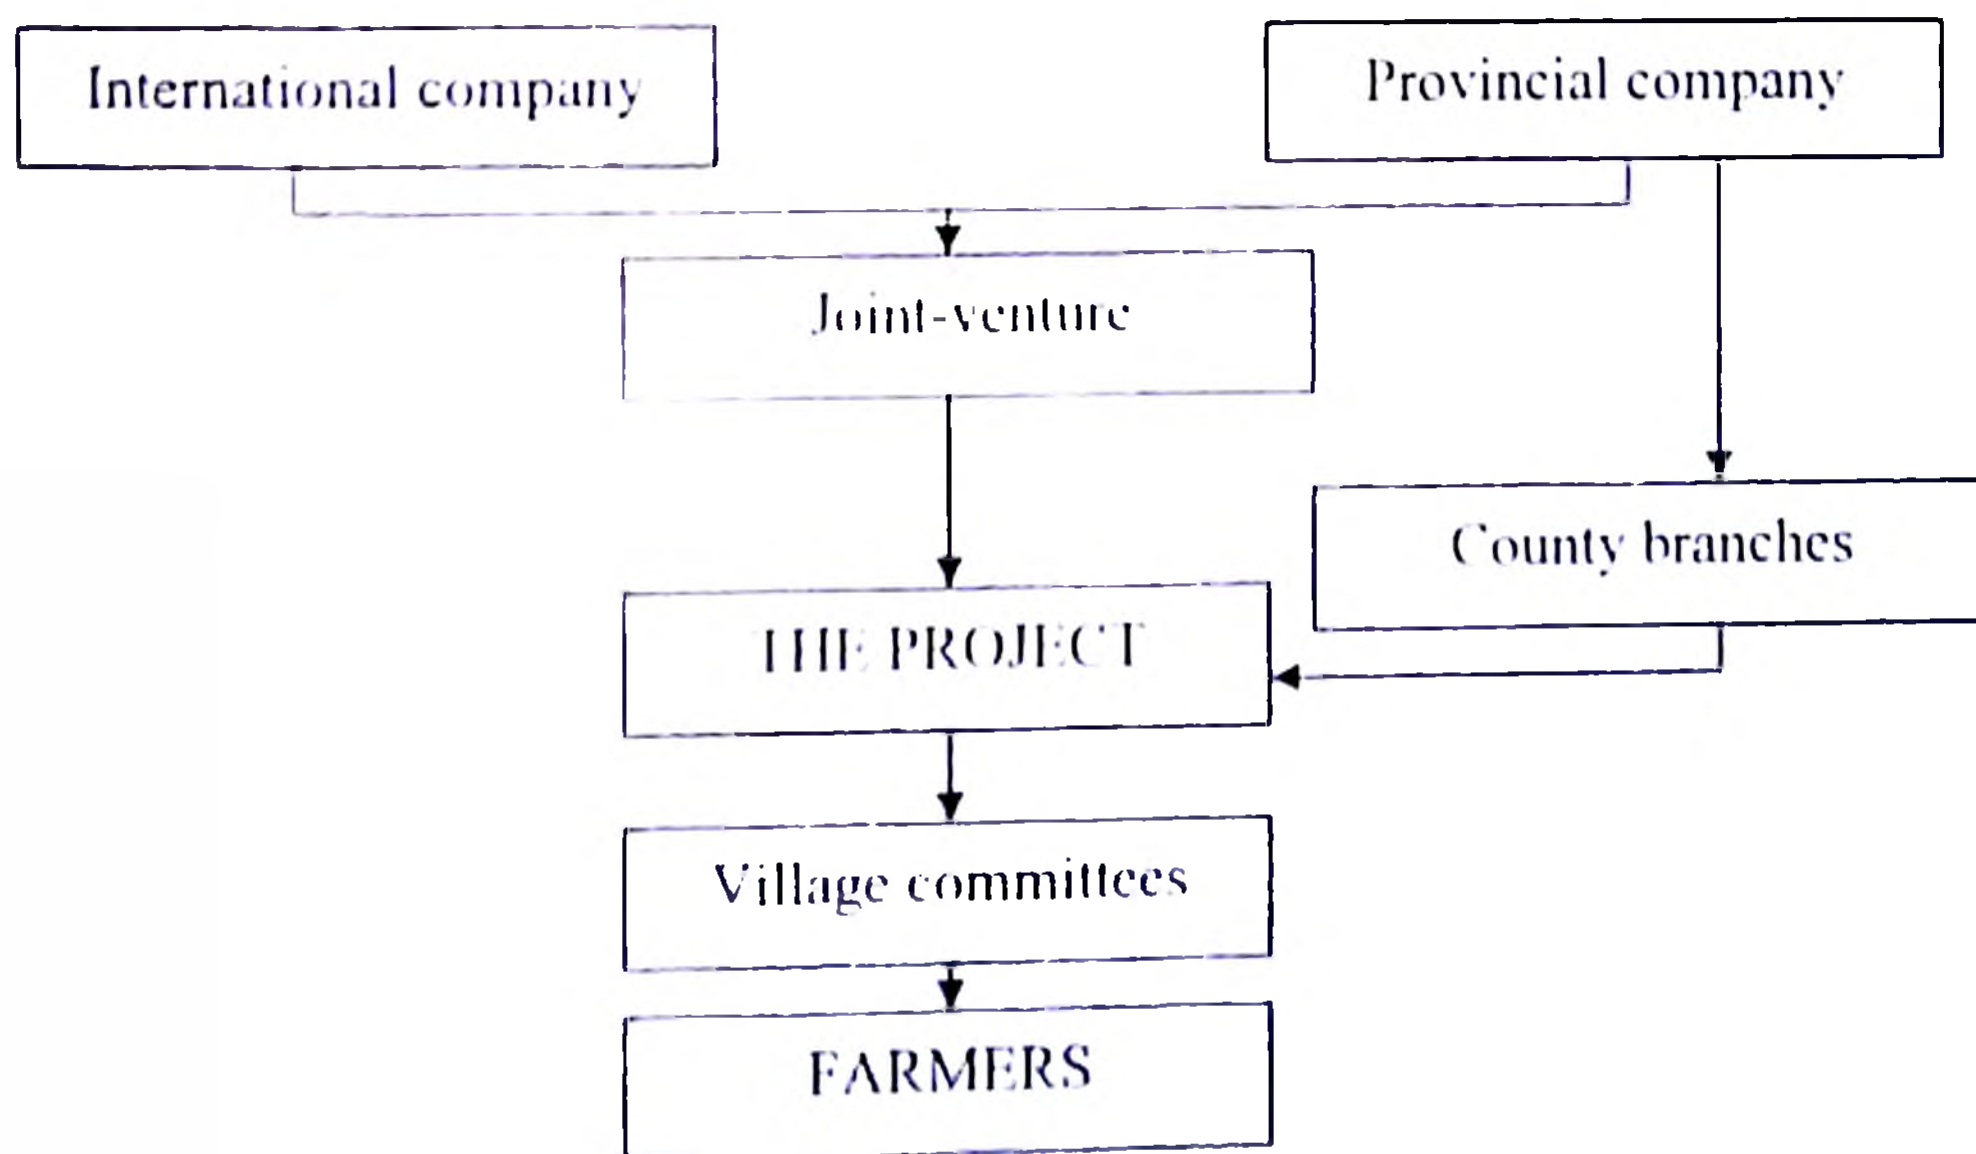 International company
Provincial company
Joint-venture
County branches
THE PROJECT
Village committees
FARMERS